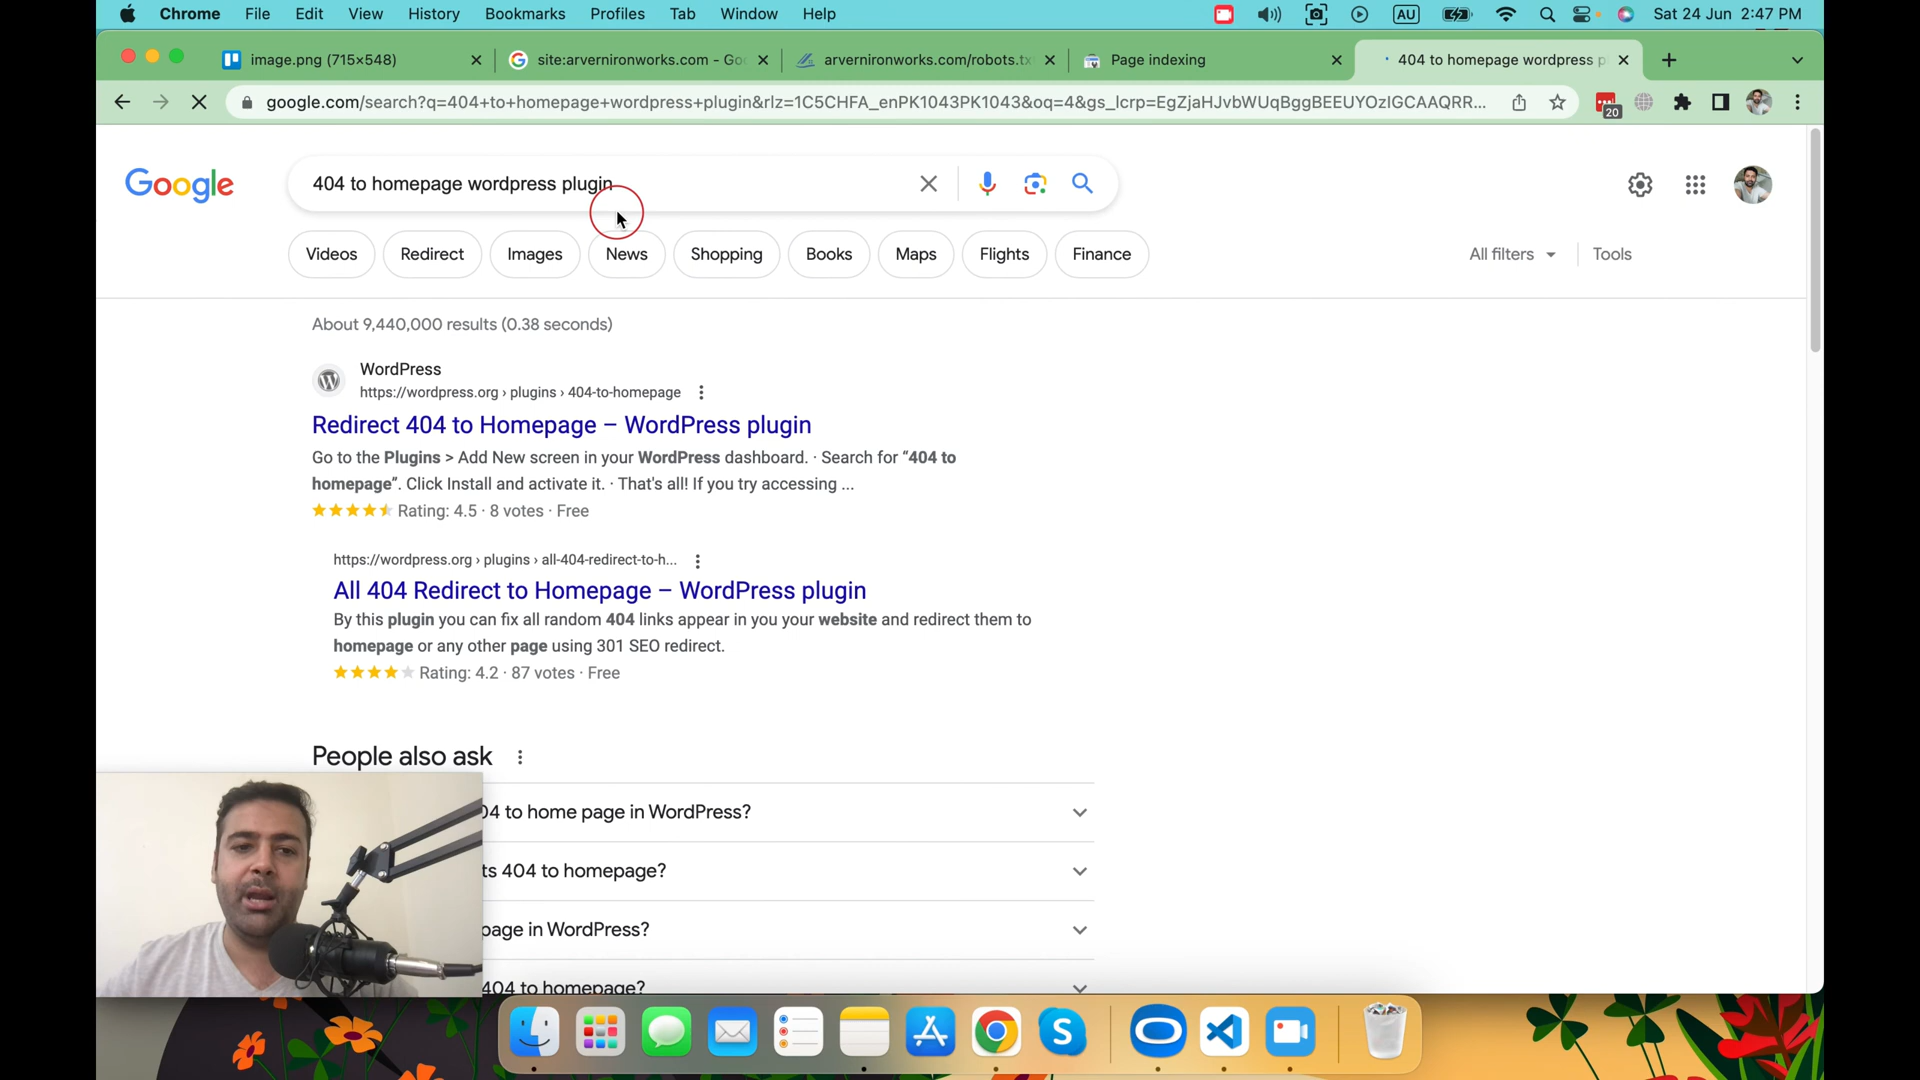 Chrome File Edit View History Bookmarks Profiles Tab Window Help AU Sat 24 Jun 2:47 PM
image.png (715×548) site:arvernironworks.com - Go arvernironworks.com/robots.tx Page indexing 404 to homepage wordpress p
google.com/search?q=404+to+homepage+wordpress+plugin&rlz=1C5CHFA_enPK1043PK1043&oq=4&gs_lcrp=EgZjaHJvbWUqBggBEEUYOzIGCAAQRR... 20
Google 404 to homepage wordpress plugin
Videos Redirect Images News Shopping Books Maps Flights Finance All filters Tools
About 9,440,000 results (0.38 seconds)
WordPress
https://wordpress.org › plugins › 404-to-homepage
Redirect 404 to Homepage – WordPress plugin
Go to the Plugins > Add New screen in your WordPress dashboard. · Search for “404 to
homepage”. Click Install and activate it. · That's all! If you try accessing ...
Rating: 4.5 · 8 votes · Free
https://wordpress.org › plugins › all-404-redirect-to-h...
All 404 Redirect to Homepage – WordPress plugin
By this plugin you can fix all random 404 links appear in you your website and redirect them to
homepage or any other page using 301 SEO redirect.
Rating: 4.2 · 87 votes · Free
People also ask
04 to home page in WordPress?
ts 404 to homepage?
page in WordPress?
404 to homepage?